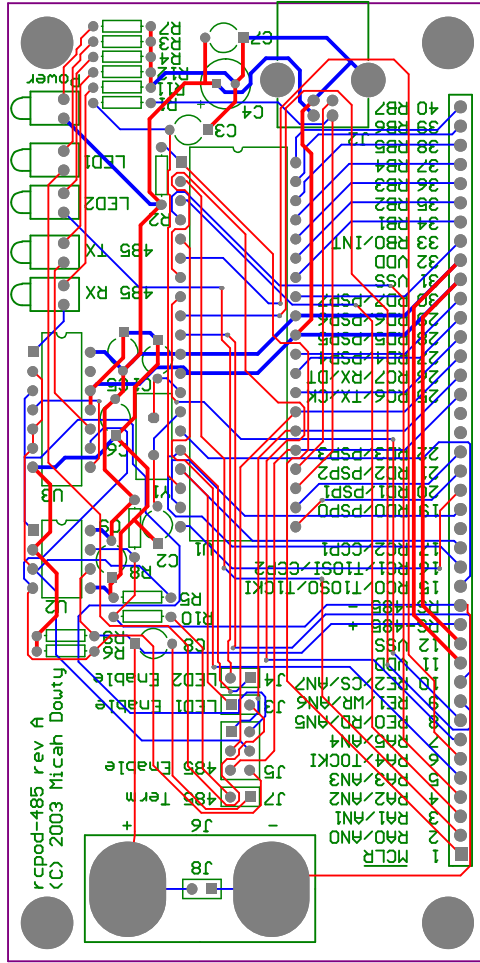 R7
R3
R4
R12
R11
R1
C7
Power
C4
C3
J2
LED1
LED2
R2
485 TX
485 RX
40 RB7
39 RB6
38 RB5
37 RB4
36 RB3
35 RB2
34 RB1
33 RB0/INT
32 VDD
31 VSS
30 RD7/PSP7
29 RD6/PSP6
28 RD5/PSP5
27 RD4/PSP4
26 RC7/RX/DT
25 RC6/TX/CK
22 RD3/PSP3
21 RD2/PSP2
20 RD1/PSP1
19 RD0/PSP0
17 RC2/CCP1
16 RC1/T1OSI/CCP2
15 RC0/T1OSO/T1CKI
RS-485 -
RS-485 +
12 VSS
11 VDD
10 RE2/CS/AN7
9 RE1/WR/AN6
8 RE0/RD/AN5
7 RA5/AN4
6 RA4/TOCKI
5 RA3/AN3
4 RA2/AN2
3 RA1/AN1
2 RA0/AN0
1 MCLR
C1
C5
C6
U3
Y1
U1
C9
C2
U2
R8
R5
R10
R9
R6
C8
LED2 Enable
J4
LED1 Enable
J3
485 Enable
J5
485 Term
J7
J6
+
-
J8
rcpod-485 rev A
(C) 2003 Micah Dowty